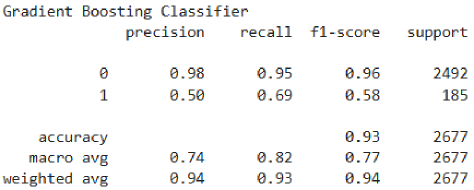 Gradient Boosting Classifier
precision recall f1-score support
0 0.98 0.95 0.96 2492
1 0.50 0.69 0.58 185
accuracy 0.93 2677
macro avg 0.74 0.82 0.77 2677
weighted avg 0.94 0.93 0.94 2677